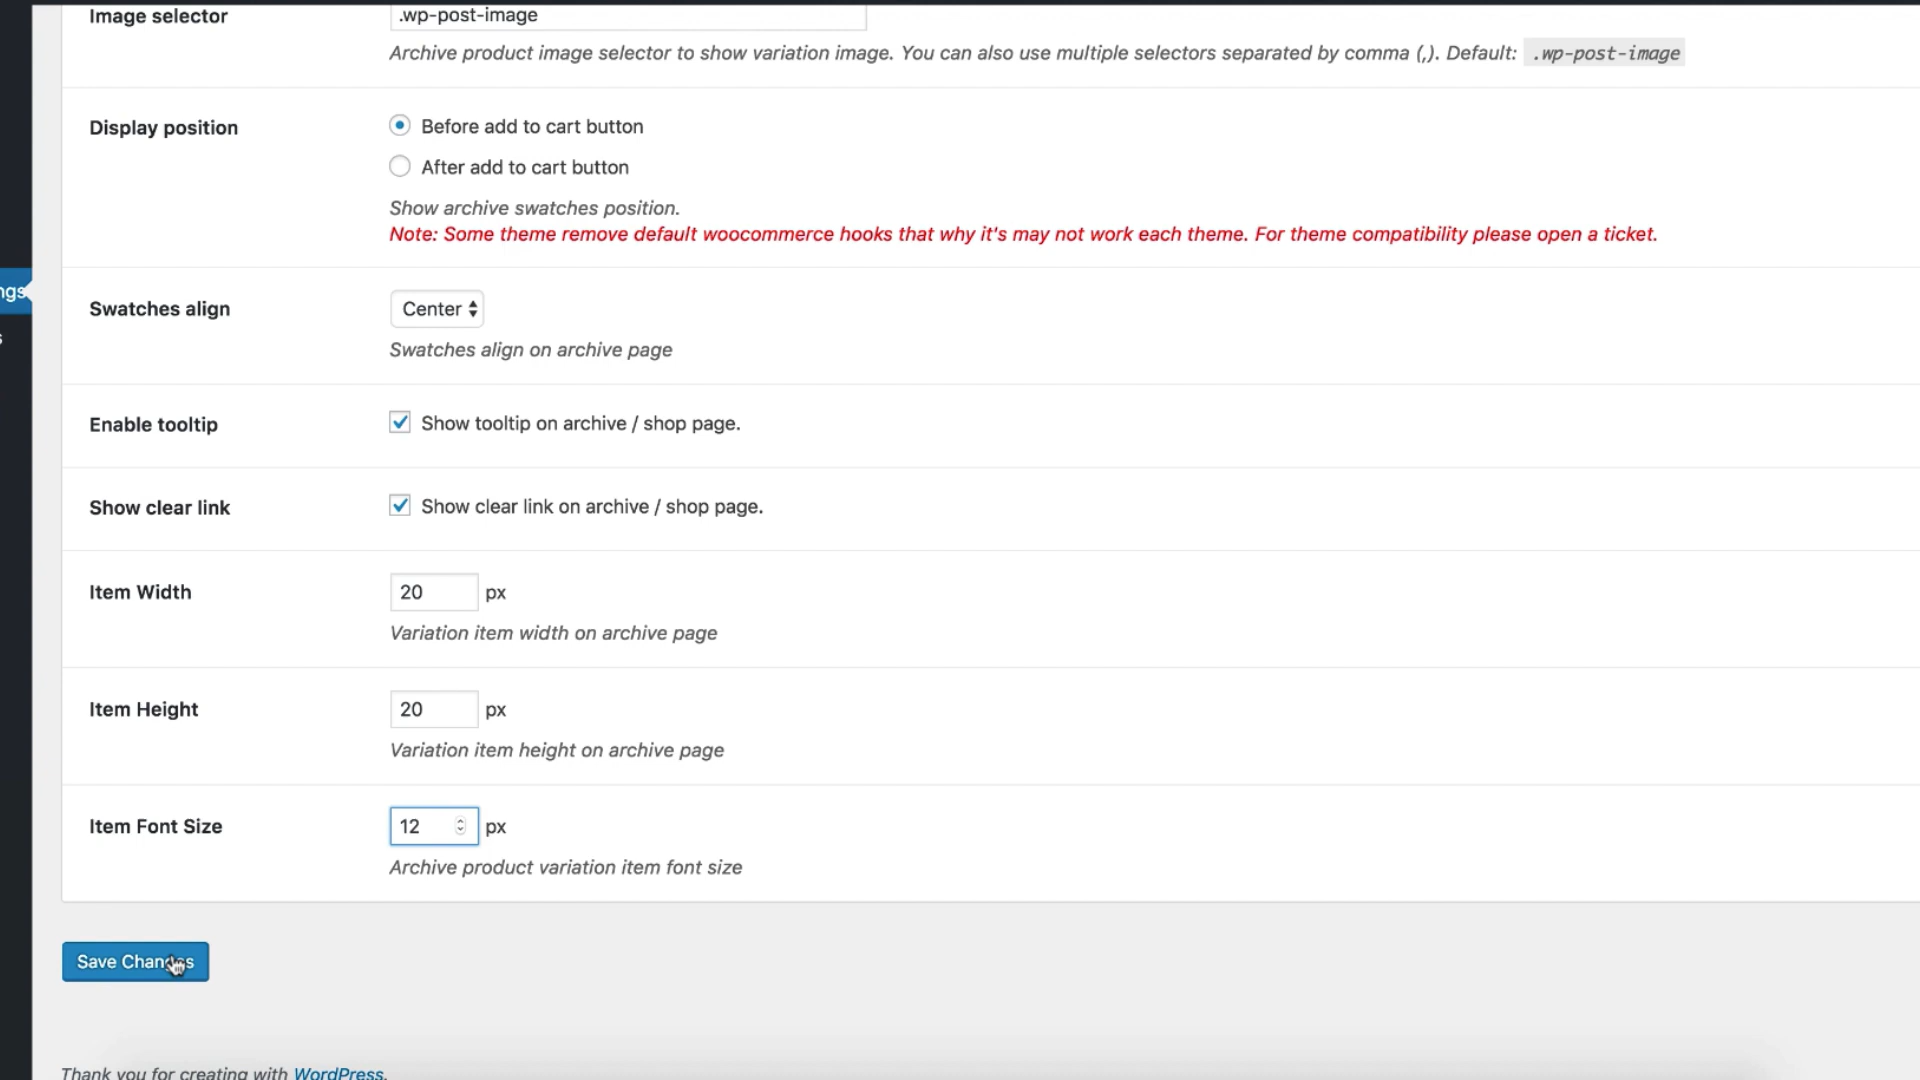 Image selector
.wp-post-image
Archive product image selector to show variation image. You can also use multiple selectors separated by comma (,). Default: .wp-post-image
Display position
Before add to cart button
After add to cart button
Show archive swatches position.
Note: Some theme remove default woocommerce hooks that why it's may not work each theme. For theme compatibility please open a ticket.
ngs
s
Swatches align
Center
Swatches align on archive page
Enable tooltip
Show tooltip on archive / shop page.
Show clear link
Show clear link on archive / shop page.
Item Width
20 px
Variation item width on archive page
Item Height
20 px
Variation item height on archive page
Item Font Size
12 px
Archive product variation item font size
Save Changes
Thank you for creating with WordPress.